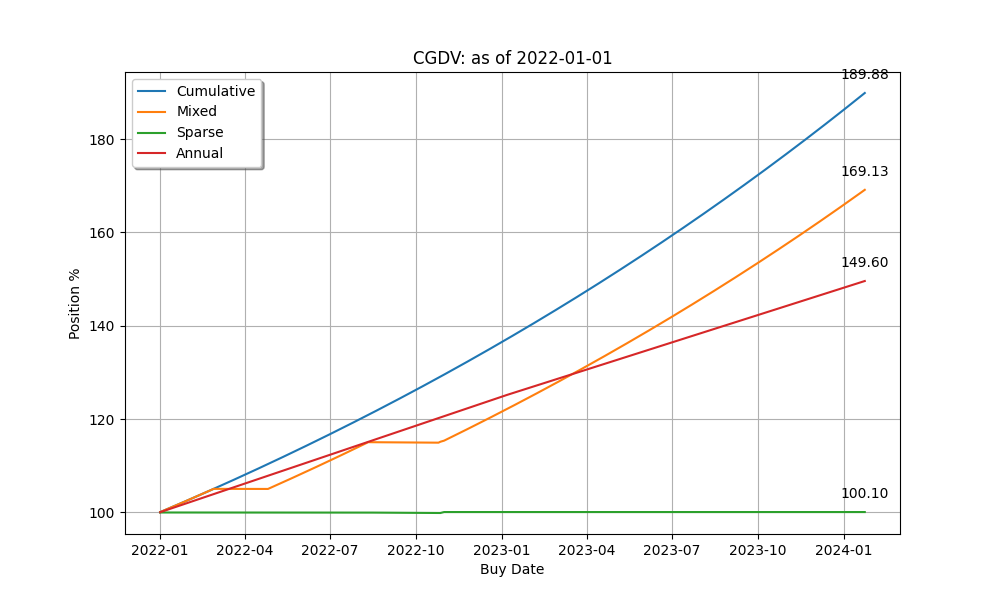 CGDV: as of 2022-01-01
189.88
Cumulative
Mixed
Sparse
Annual
180
169.13
160
149.60
140
120
100.10
100
Position %
2022-01 2022-04 2022-07 2022-10 2023-01 2023-04 2023-07 2023-10 2024-01
Buy Date